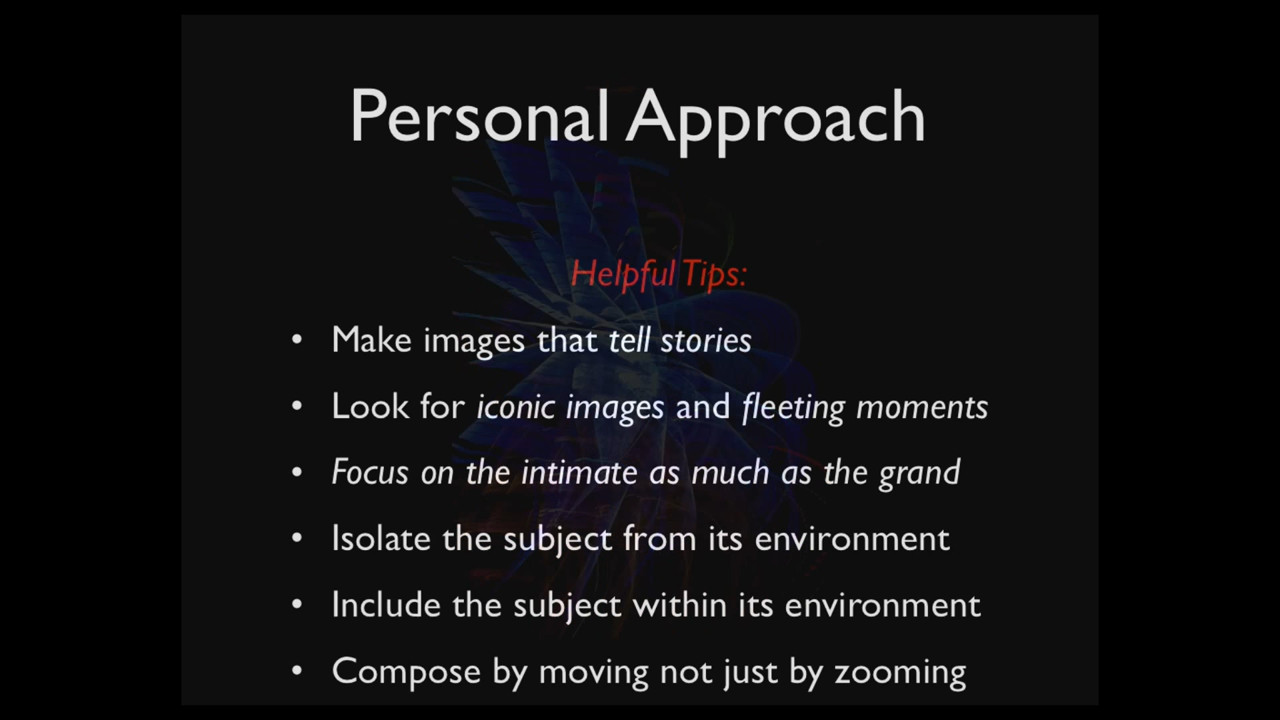 Personal Approach
Helpful Tips:
• Make images that tell stories
• Look for iconic images and fleeting moments
• Focus on the intimate as much as the grand
• Isolate the subject from its environment
• Include the subject within its environment
• Compose by moving not just by zooming